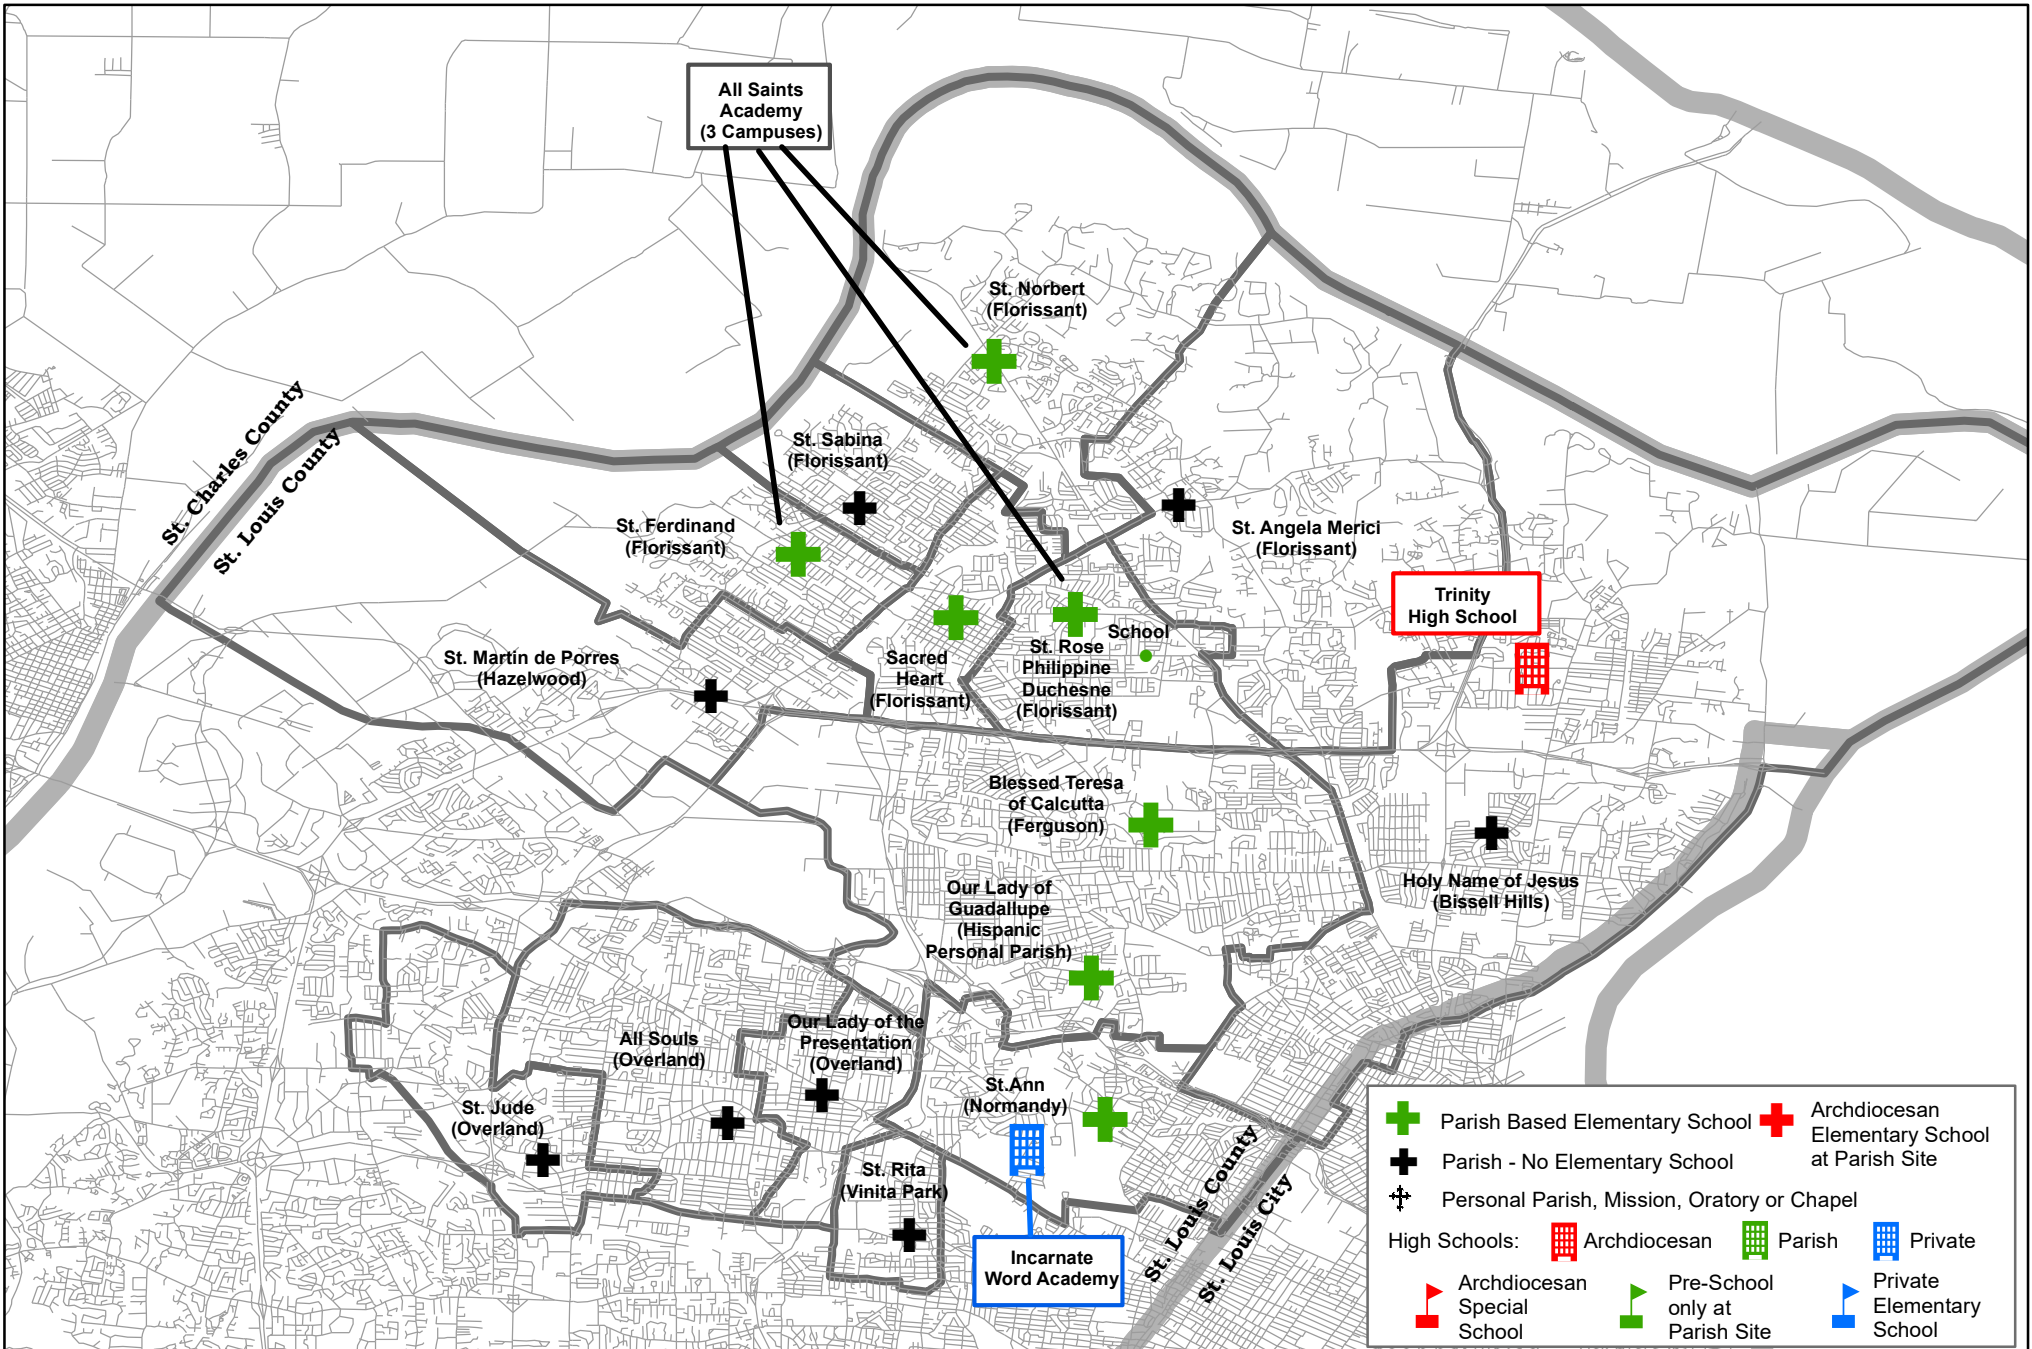 All Saints
Academy
(3 Campuses)
St. Norbert
(Florissant)
St. Charles County
St. Louis County
St. Sabina
(Florissant)
St. Ferdinand
(Florissant)
St. Angela Merici
(Florissant)
Trinity
High School
School
St. Rose
Philippine
Duchesne
(Florissant)
Sacred
Heart
(Florissant)
St. Martin de Porres
(Hazelwood)
Blessed Teresa
of Calcutta
(Ferguson)
Holy Name of Jesus
(Bissell Hills)
Our Lady of
Guadallupe
(Hispanic
Personal Parish)
Our Lady of the
Presentation
(Overland)
All Souls
(Overland)
St. Jude
(Overland)
St.Ann
(Normandy)
St. Rita
(Vinita Park)
Incarnate
Word Academy
St. Louis County
St. Louis City
Parish Based Elementary School
Archdiocesan
Elementary School
at Parish Site
Parish - No Elementary School
Personal Parish, Mission, Oratory or Chapel
High Schools:
Archdiocesan
Parish
Private
Archdiocesan
Special
School
Pre-School
only at
Parish Site
Private
Elementary
School